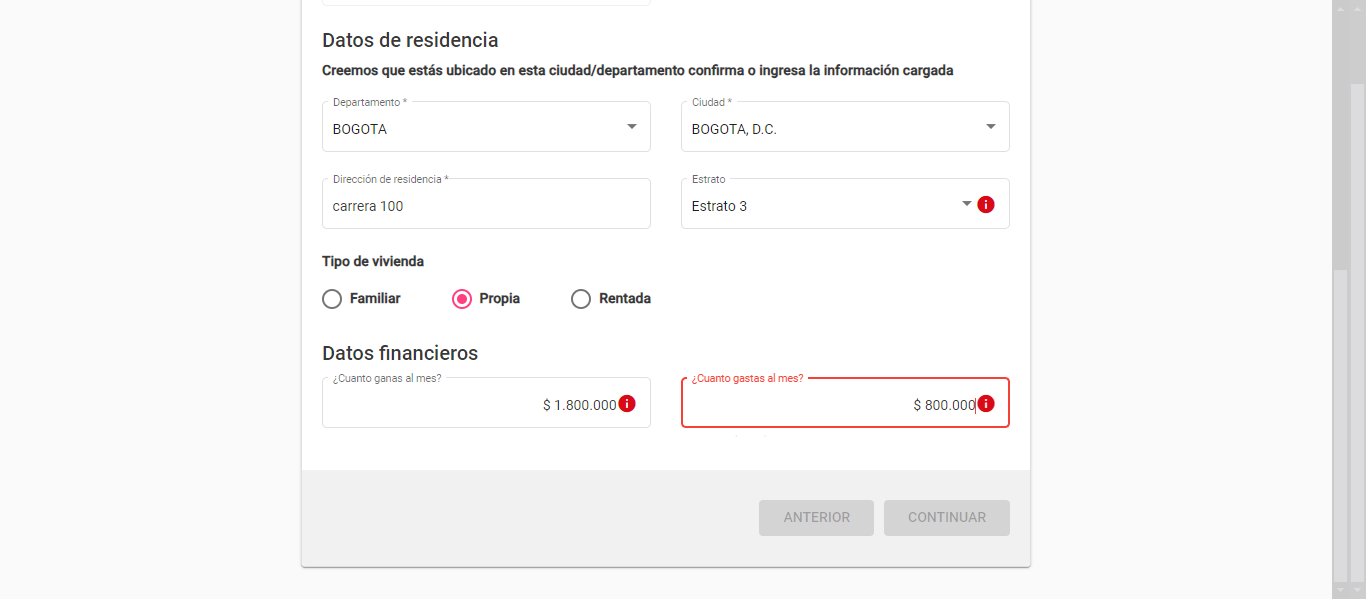 Datos de residencia
Creemos que estás ubicado en esta ciudad/departamento confirma o ingresa la información cargada
Departamento *
BOGOTA
Ciudad *
BOGOTA, D.C.
Dirección de residencia *
carrera 100
Estrato
Estrato 3
Tipo de vivienda
Familiar
Propia
Rentada
Datos financieros
¿Cuanto ganas al mes?
$ 1.800.000
¿Cuanto gastas al mes?
$ 800.000
ANTERIOR
CONTINUAR